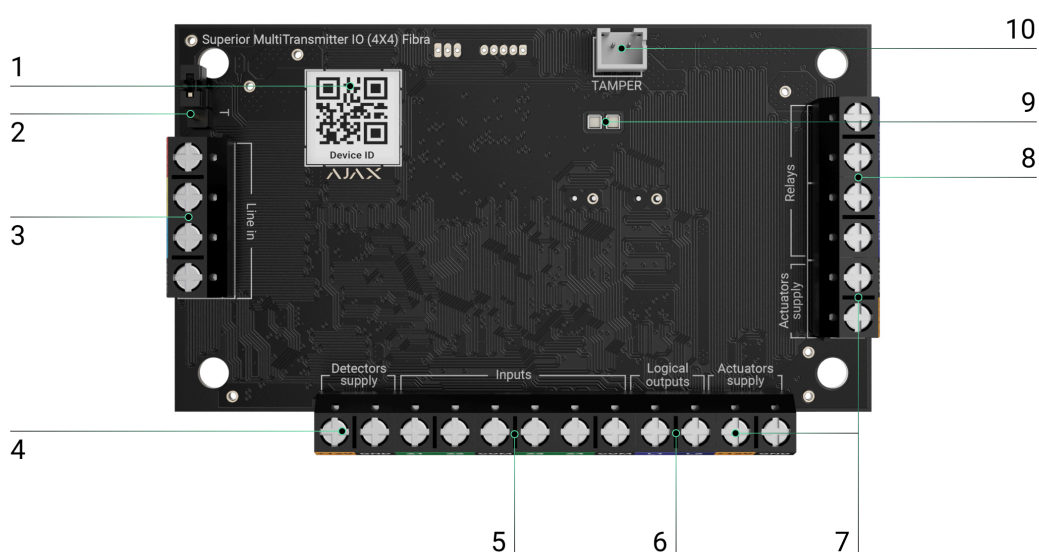 10
Superior MultiTransmitter IO (4X4) Fibra
1
TAMPER
9
T
2
Device ID
AJAX
Relays
8
Line in
3
Actuators
supply
Detectors
supply
Inputs
Logical
outputs
Actuators
supply
4
5
6
7